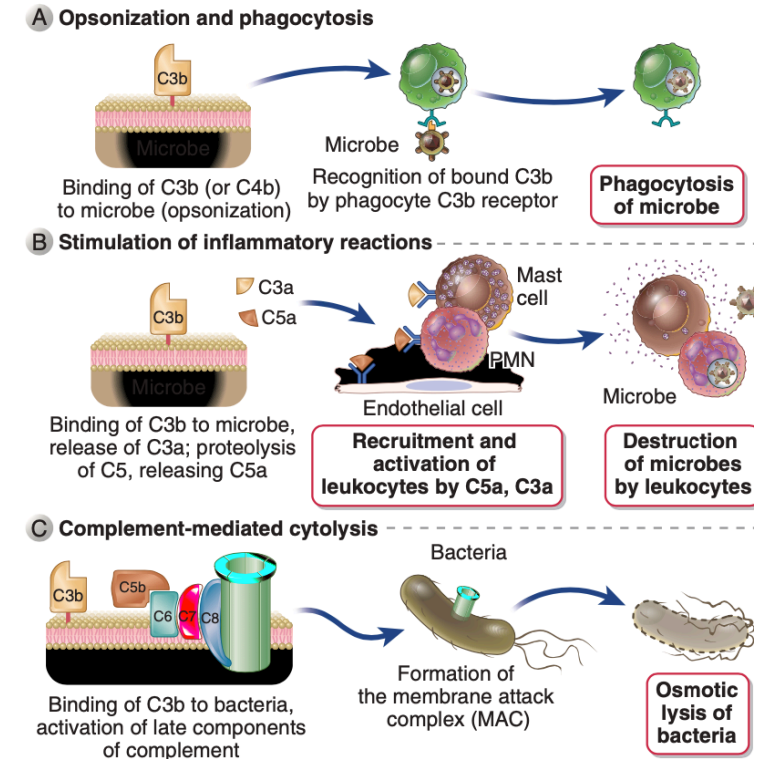 A Opsonization and phagocytosis
C3b
Microbe
Binding of C3b (or C4b)
to microbe (opsonization)
Microbe
Recognition of bound C3b
by phagocyte C3b receptor
Phagocytosis
of microbe
B Stimulation of inflammatory reactions
C3b
C3a
C5a
Microbe
Binding of C3b to microbe,
release of C3a; proteolysis
of C5, releasing C5a
Mast
cell
PMN
Endothelial cell
Recruitment and
activation of
leukocytes by C5a, C3a
Microbe
Destruction
of microbes
by leukocytes
C Complement-mediated cytolysis
C3b
C5b
C6
C7
C8
Binding of C3b to bacteria,
activation of late components
of complement
Bacteria
Formation of
the membrane attack
complex (MAC)
Osmotic
lysis of
bacteria